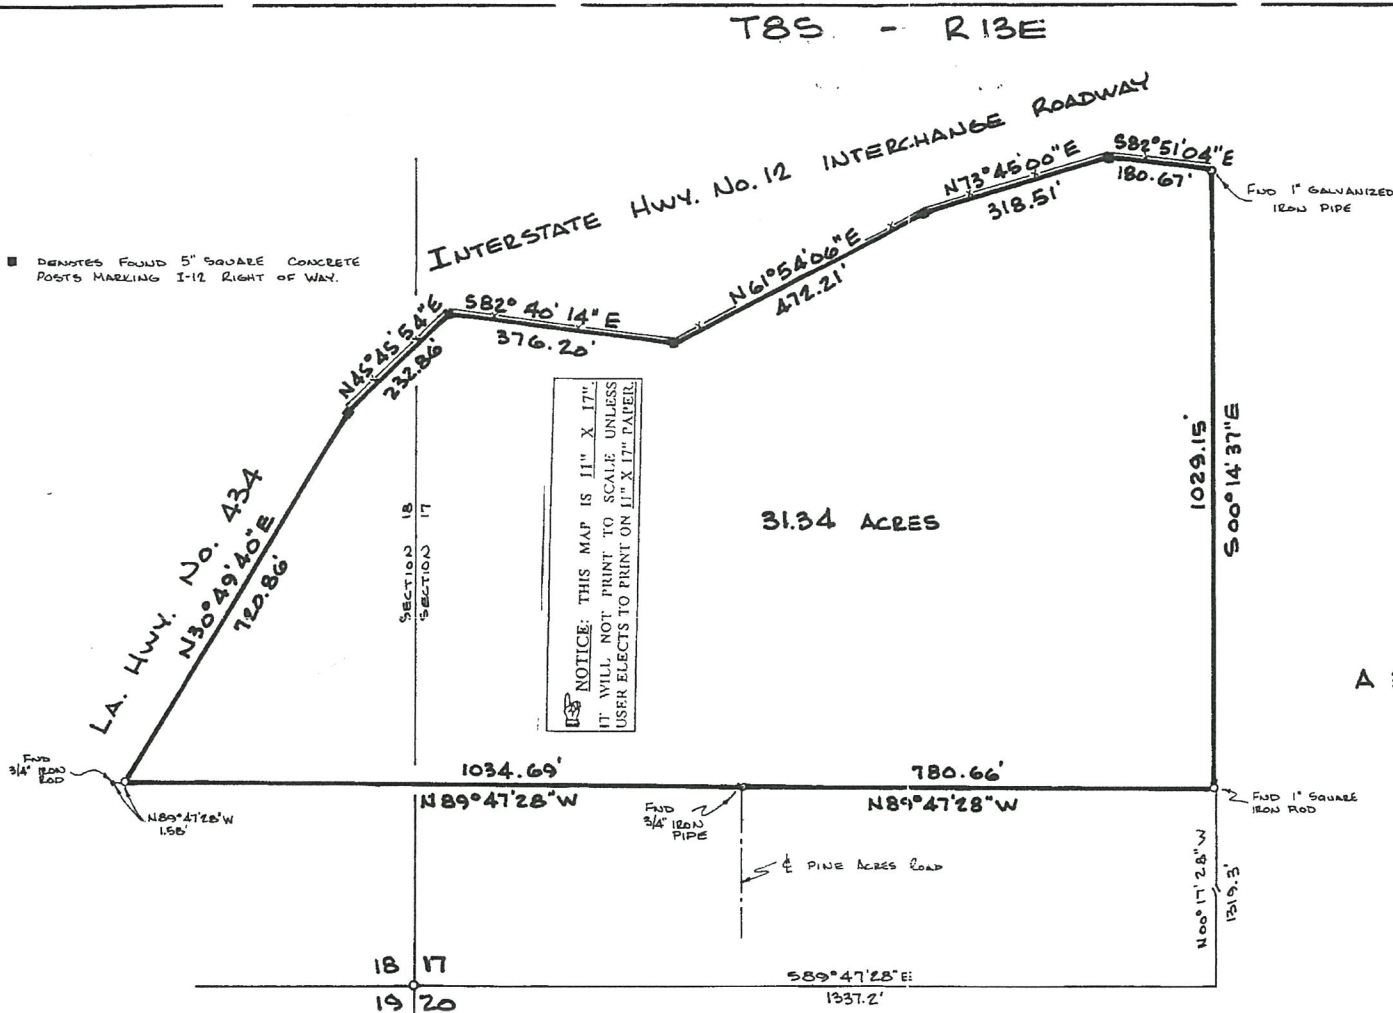 T8S - R13E
INTERSTATE HWY. No. 12 INTERCHANGE ROADWAY
S82°51'04"E
180.67'
N73°45'00"E
318.51'
FND 1" GALVANIZED
IRON PIPE
■ DENOTES FOUND 5" SQUARE CONCRETE
POSTS MARKING I-12 RIGHT OF WAY.
N61°54'06"E
472.21'
S82°40'14"E
376.20'
N45°45'54"E
232.86'
NOTICE: THIS MAP IS 11" X 17".
IT WILL NOT PRINT TO SCALE UNLESS
USER ELECTS TO PRINT ON 11" X 17" PAPER.
1029.15'
S00°14'37"E
LA. HWY. No. 434
N30°49'40"E
720.86'
SECTION 18
SECTION 17
31.34 ACRES
A
FND
3/4" IRON
ROD
N89°47'28"W
1.58'
1034.69'
N89°47'28"W
780.66'
N89°47'28"W
FND
3/4" IRON
PIPE
FND 1" SQUARE
IRON ROD
℄ PINE ACRES ROAD
N00°17'28"W
1319.3'
18 17
19 20
S89°47'28"E
1337.2'